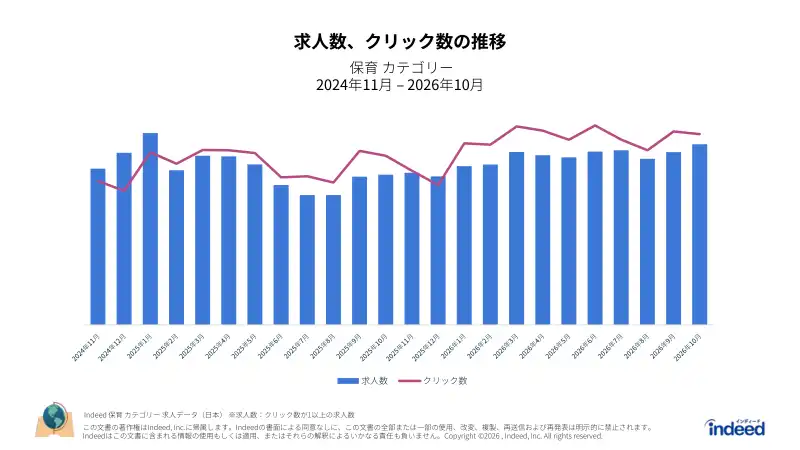 求人数、クリック数の推移
保育 カテゴリー
2024年11月 – 2026年10月
2024年11月
2024年12月
2025年1月
2025年2月
2025年3月
2025年4月
2025年5月
2025年6月
2025年7月
2025年8月
2025年9月
2025年10月
2025年11月
2025年12月
2026年1月
2026年2月
2026年3月
2026年4月
2026年5月
2026年6月
2026年7月
2026年8月
2026年9月
2026年10月
求人数 クリック数
Indeed 保育 カテゴリー 求人データ（日本） ※求人数：クリック数が1以上の求人数
この文書の著作権はIndeed, Inc.に帰属します。Indeedの書面による同意なしに、この文書の全部または一部の使用、改変、複製、再送信および再発表は明示的に禁止されます。
Indeedはこの文書に含まれる情報の使用もしくは適用、またはそれらの解釈によるいかなる責任も負いません。Copyright ©2026 , Indeed, Inc. All rights reserved.
インディード
indeed